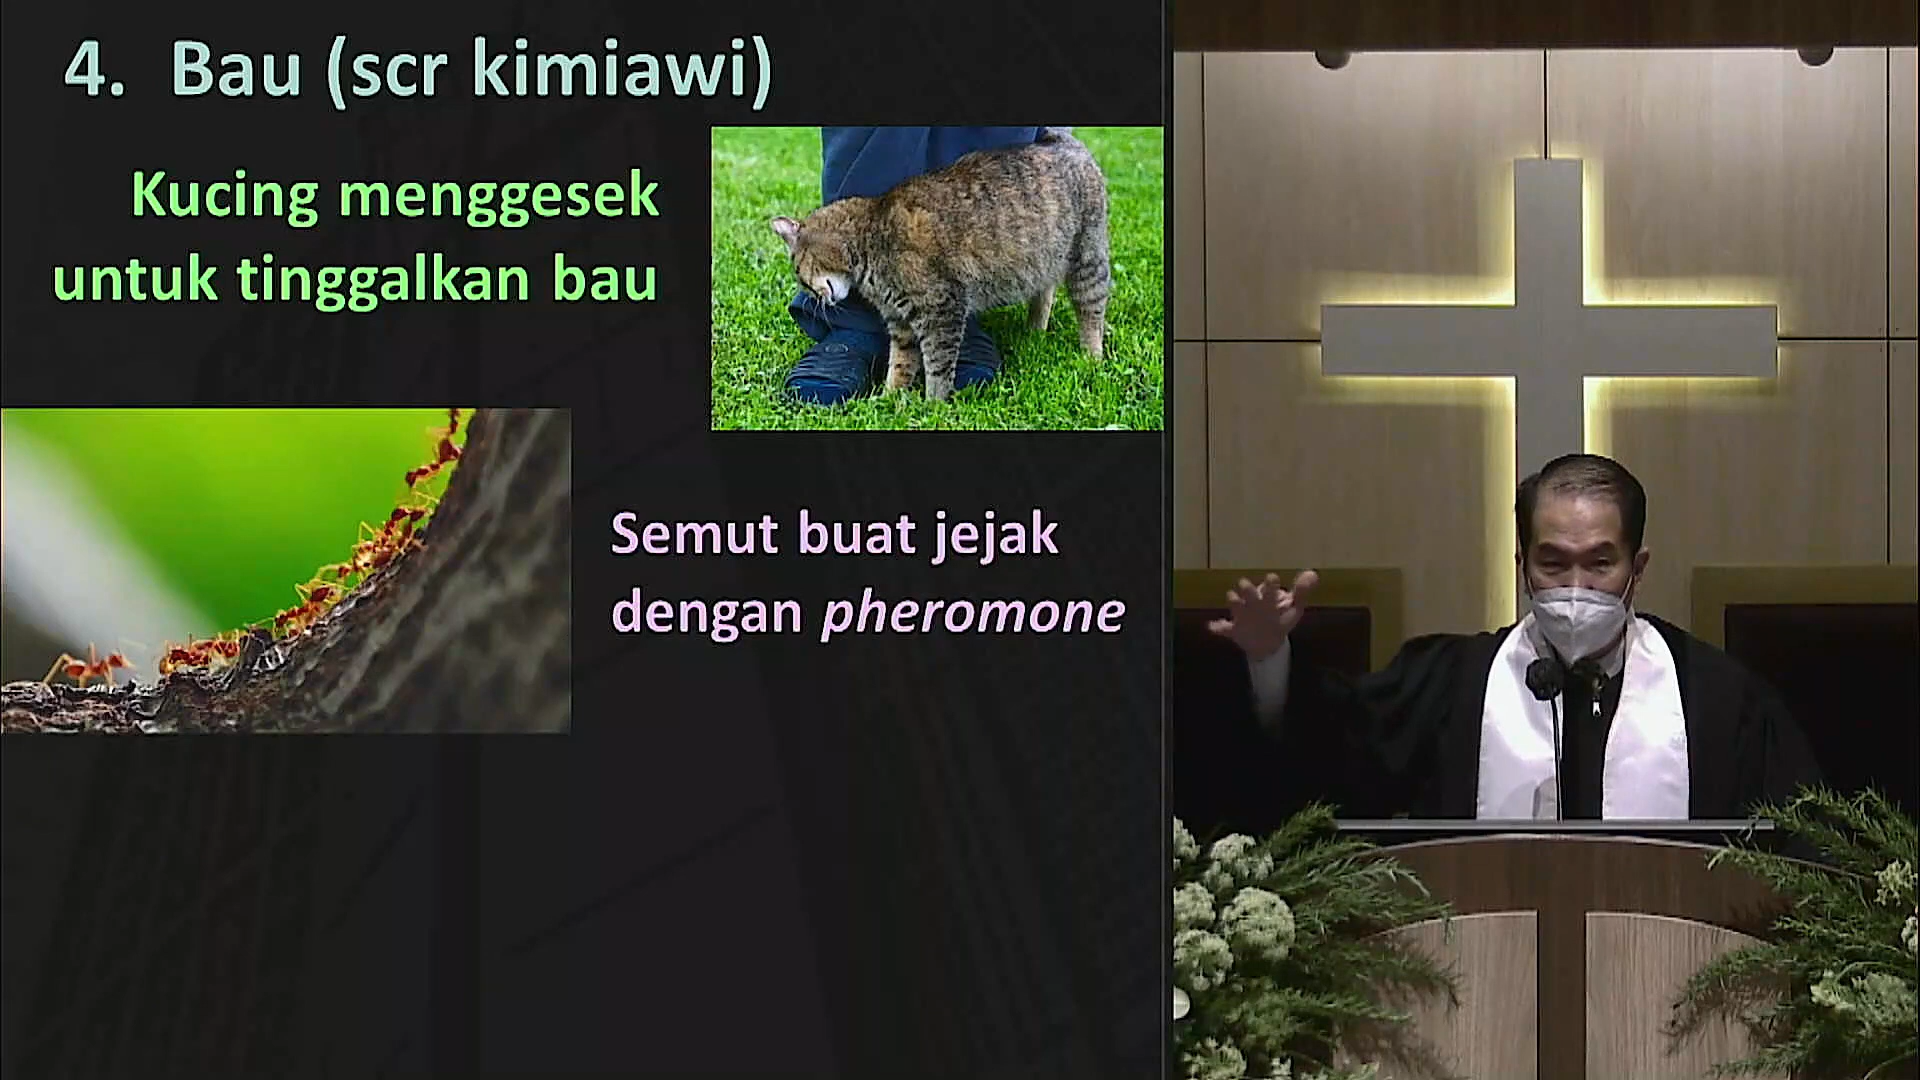 4. Bau (scr kimiawi)
Kucing menggesek
untuk tinggalkan bau
Semut buat jejak
dengan pheromone